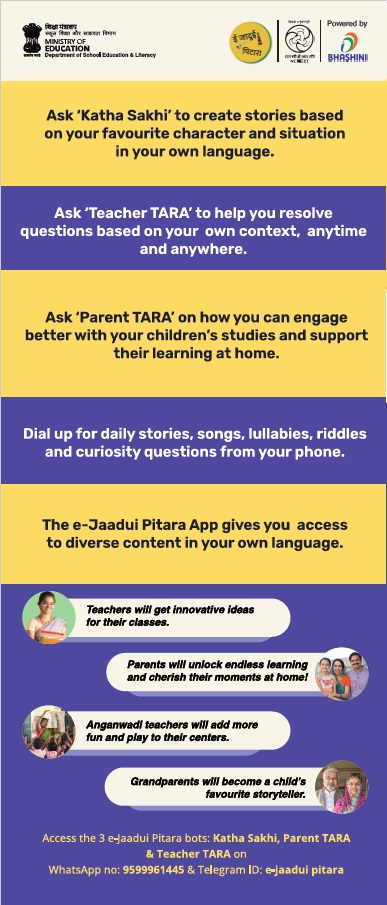 शिक्षा मंत्रालय
स्कूल शिक्षा और साक्षरता विभाग
MINISTRY OF
EDUCATION
Department of School Education & Literacy
ई जादुई
पिटारा
NCERT
Powered by
BHASHINI
Ask ‘Katha Sakhi’ to create stories based
on your favourite character and situation
in your own language.
Ask ‘Teacher TARA’ to help you resolve
questions based on your own context, anytime
and anywhere.
Ask ‘Parent TARA’ on how you can engage
better with your children’s studies and support
their learning at home.
Dial up for daily stories, songs, lullabies, riddles
and curiosity questions from your phone.
The e-Jaadui Pitara App gives you access
to diverse content in your own language.
Teachers will get innovative ideas
for their classes.
Parents will unlock endless learning
and cherish their moments at home!
Anganwadi teachers will add more
fun and play to their centers.
Grandparents will become a child's
favourite storyteller.
Access the 3 e-Jaadui Pitara bots: Katha Sakhi, Parent TARA
& Teacher TARA on
WhatsApp no: 9599961445 & Telegram ID: e-jaadui pitara